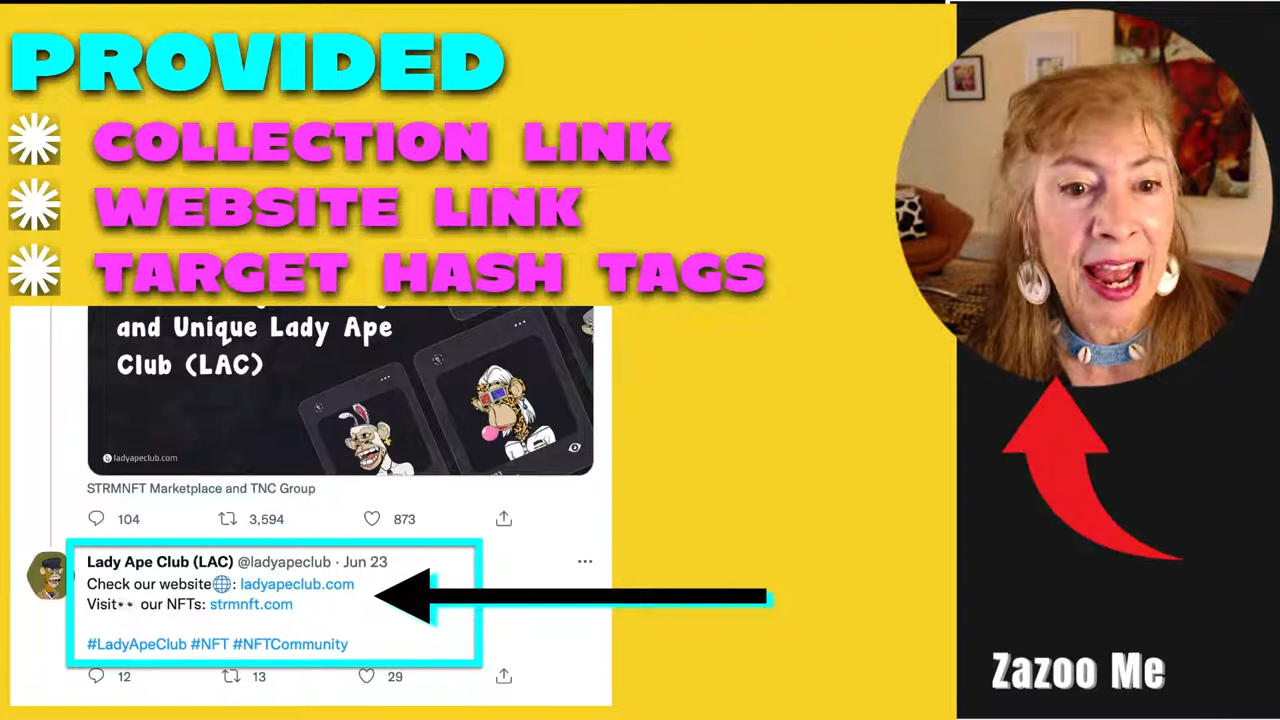 PROVIDED
COLLECTION LINK
WEBSITE LINK
TARGET HASH TAGS
and Unique Lady Ape
Club (LAC)
ladyapeclub.com
STRMNFT Marketplace and TNC Group
104 3,594 873
Lady Ape Club (LAC) @ladyapeclub · Jun 23
Check our website🌐: ladyapeclub.com
Visit👀 our NFTs: strmnft.com
#LadyApeClub #NFT #NFTCommunity
12 13 29
Zazoo Me